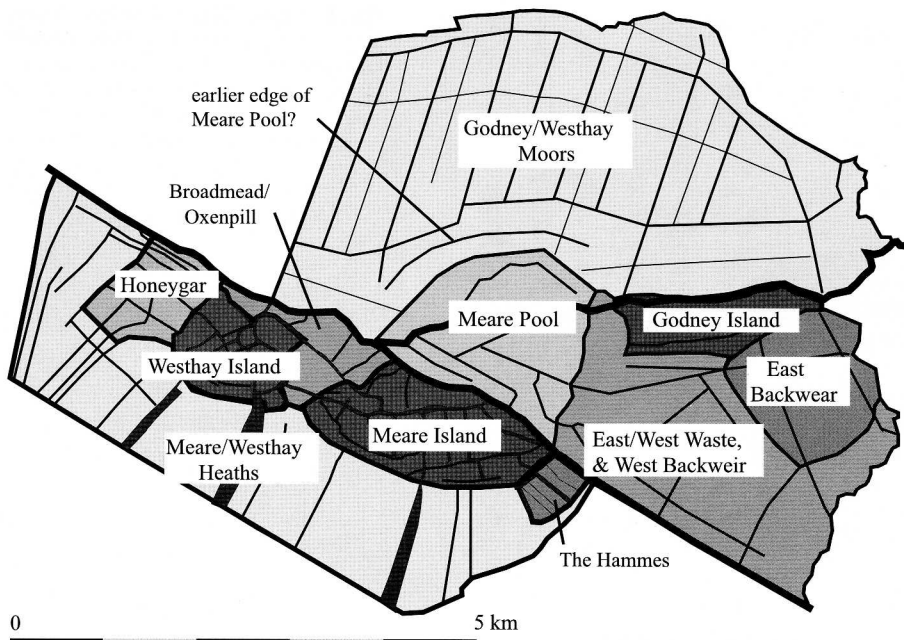 earlier edge of
Meare Pool?
Godney/Westhay
Moors
Broadmead/
Oxenpill
Honeygar
Meare Pool
Godney Island
Westhay Island
East
Backwear
Meare Island
Meare/Westhay
Heaths
East/West Waste,
& West Backweir
The Hammes
0
5 km